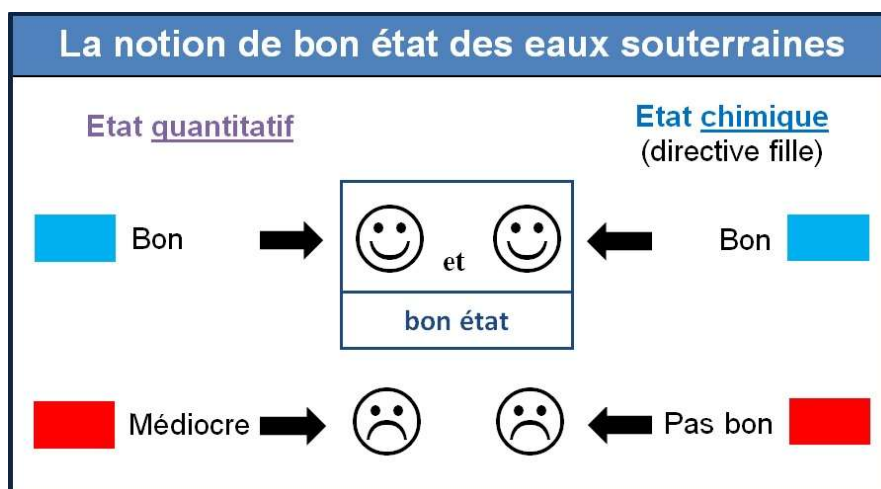 La notion de bon état des eaux souterraines
Etat quantitatif
Etat chimique
(directive fille)
Bon
et
Bon
bon état
Médiocre
Pas bon